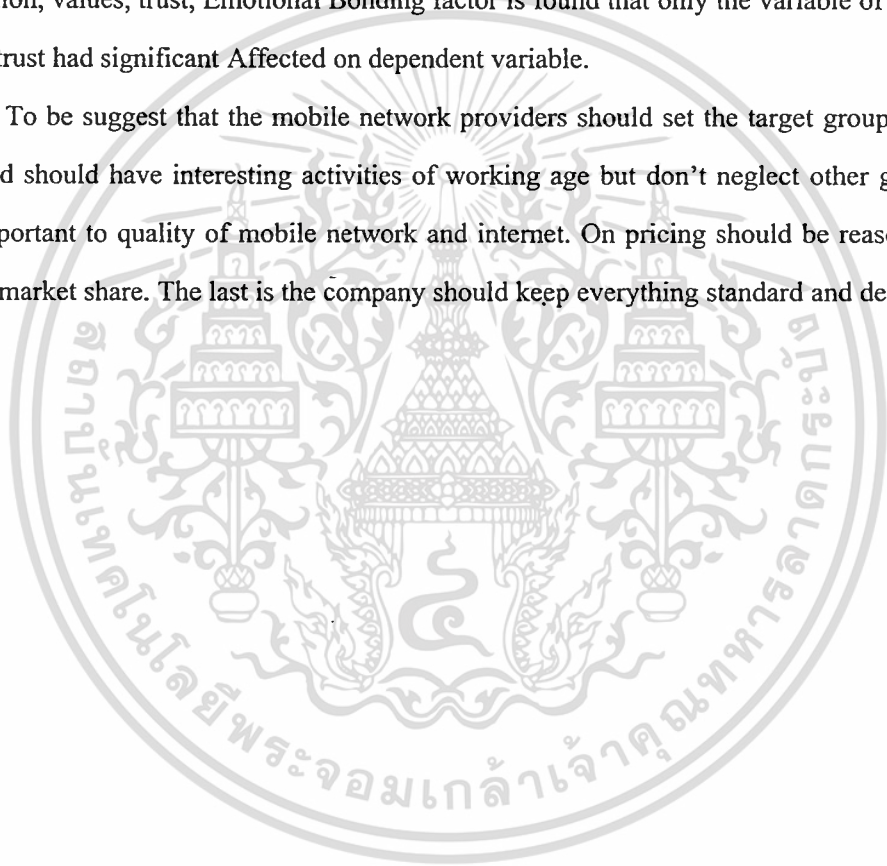 values, trust, Emotional Bonding factor is found that only the variable of
trust had significant Affected on dependent variable.
To be suggest that the mobile network providers should set the target group
should have interesting activities of working age but don't neglect other
to quality of mobile network and internet. On pricing should be
market share. The last is the company should keep everything standard and
สถาบันเทคโนโลยีพระจอมเกล้าเจ้าคุณทหารลาดกระบัง